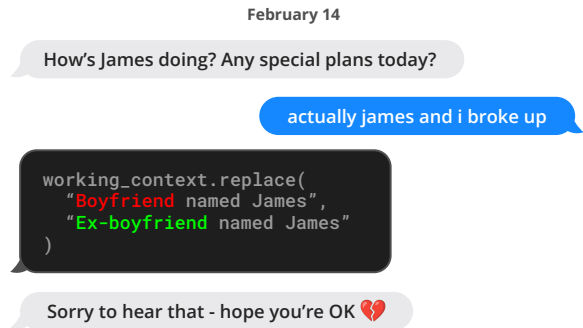 February 14
How’s James doing? Any special plans today?
actually james and i broke up
working_context.replace(
“Boyfriend named James”,
“Ex-boyfriend named James”
)
Sorry to hear that - hope you’re OK 💔